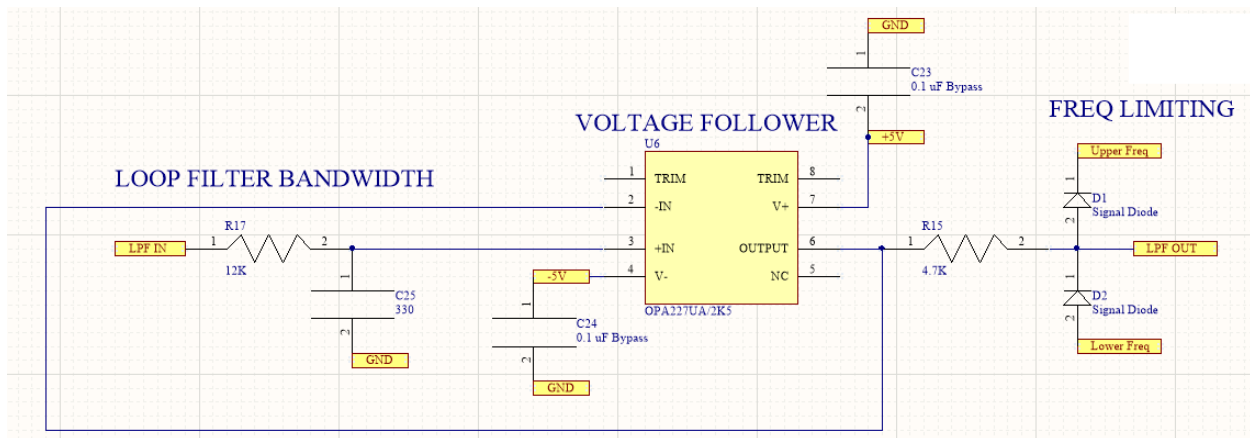 GND
1
C23
0.1 uF Bypass
2
+5V
FREQ LIMITING
VOLTAGE FOLLOWER
U6
Upper Freq
LOOP FILTER BANDWIDTH
1 TRIM TRIM 8
2 -IN V+ 7
3 +IN OUTPUT 6
4 V- NC 5
OPA227UA/2K5
1
D1
Signal Diode
2
R17
LPF IN
1 2
12K
R15
1 2
4.7K
LPF OUT
-5V
1
C25
330
2
GND
1
C24
0.1 uF Bypass
2
GND
1
D2
Signal Diode
2
Lower Freq